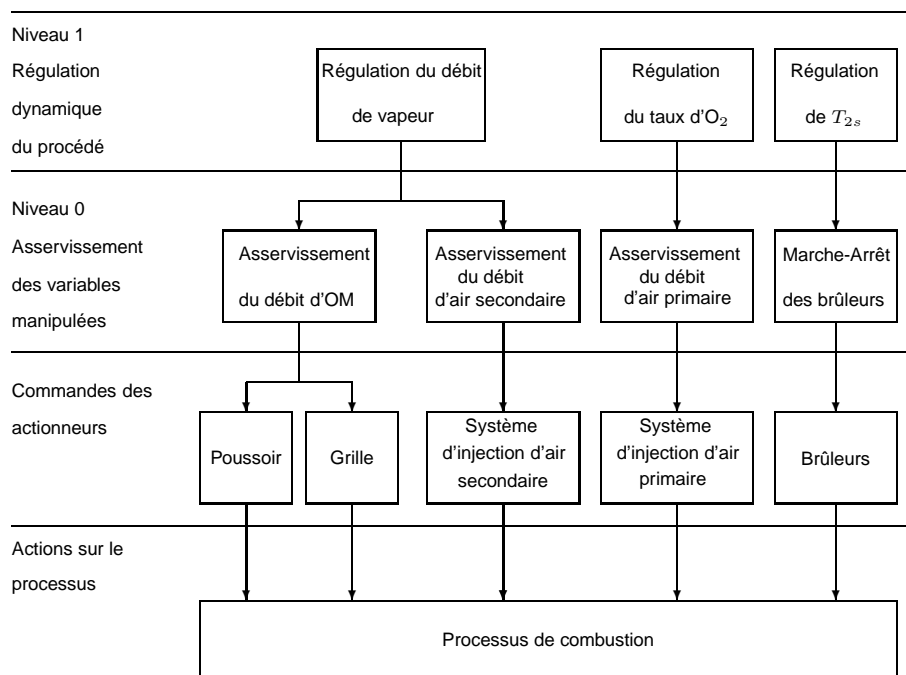 Niveau 1
Régulation
dynamique
du procédé
Régulation du débit
de vapeur
Régulation
du taux d'O₂
Régulation
de T₂ₛ
Niveau 0
Asservissement
des variables
manipulées
Asservissement
du débit d'OM
Asservissement
du débit
d'air secondaire
Asservissement
du débit
d'air primaire
Marche-Arrêt
des brûleurs
Commandes des
actionneurs
Poussoir
Grille
Système
d'injection d'air
secondaire
Système
d'injection d'air
primaire
Brûleurs
Actions sur le
processus
Processus de combustion